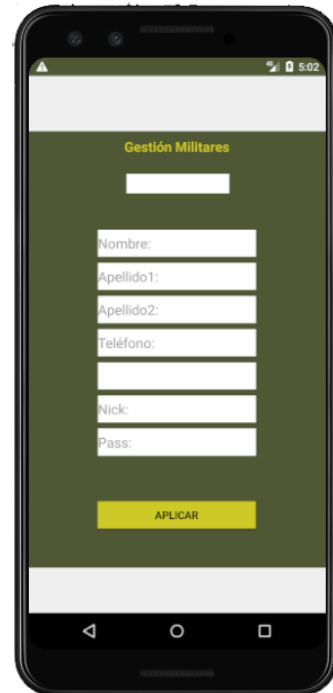 5:02
Gestión Militares
Nombre:
Apellido1:
Apellido2:
Teléfono:
Nick:
Pass:
APLICAR